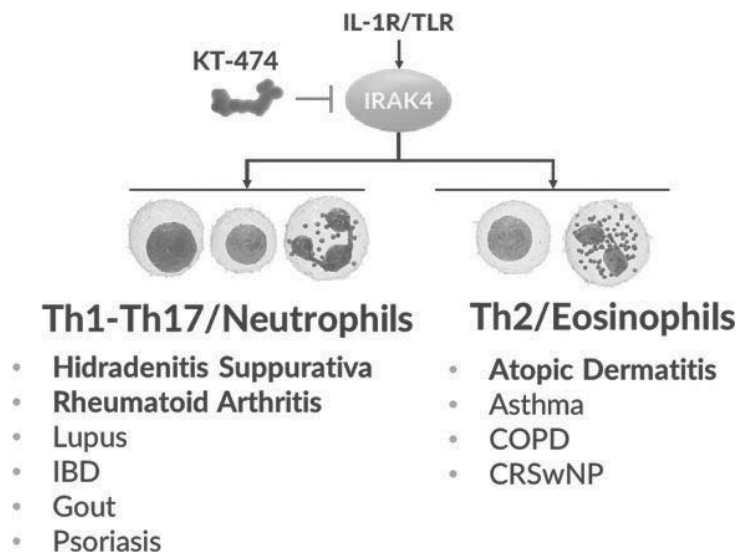 IL-1R/TLR
KT-474
IRAK4
Th1-Th17/Neutrophils
• Hidradenitis Suppurativa
• Rheumatoid Arthritis
• Lupus
• IBD
• Gout
• Psoriasis
Th2/Eosinophils
• Atopic Dermatitis
• Asthma
• COPD
• CRSwNP